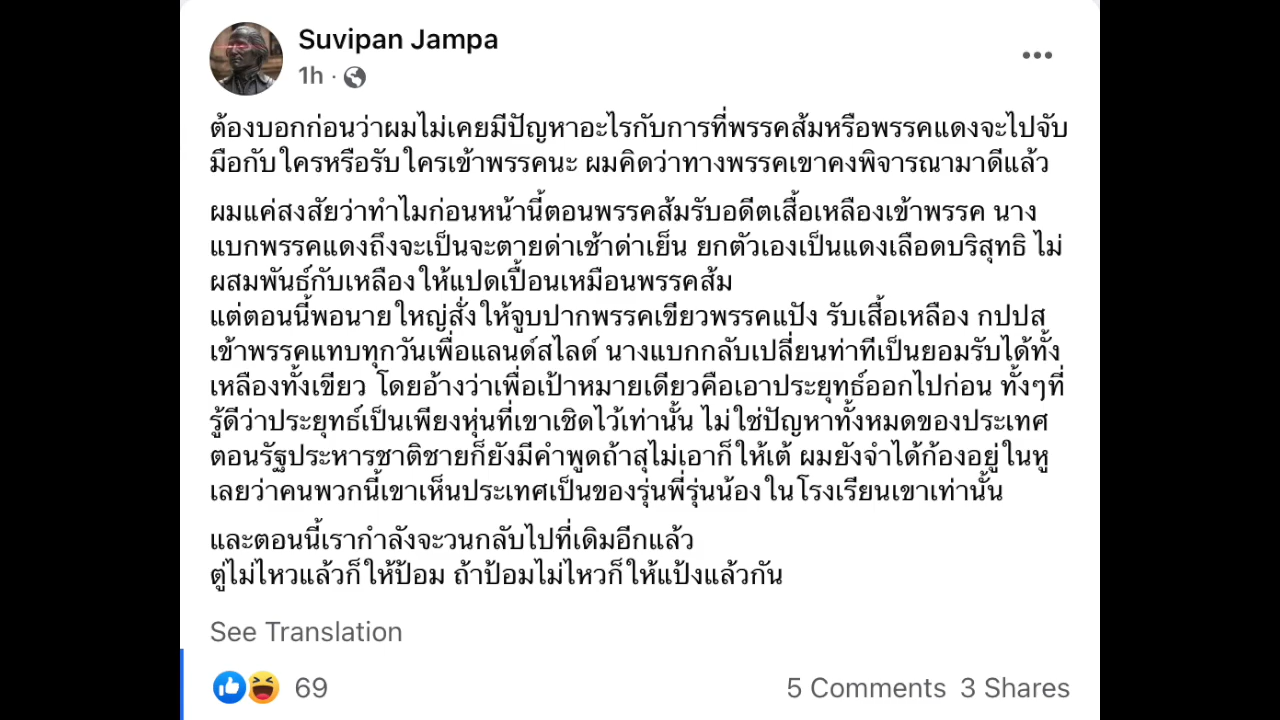 Suvipan Jampa
1h ·
ต้องบอกก่อนว่าผมไม่เคยมีปัญหาอะไรกับการที่พรรคส้มหรือพรรคแดงจะไปจับ
มือกับใครหรือรับใครเข้าพรรคนะ ผมคิดว่าทางพรรคเขาคงพิจารณามาดีแล้ว
ผมแค่สงสัยว่าทำไมก่อนหน้านี้ตอนพรรคส้มรับอดีตเสื้อเหลืองเข้าพรรค นาง
แบกพรรคแดงถึงจะเป็นจะตายด่าเช้าด่าเย็น ยกตัวเองเป็นแดงเลือดบริสุทธิ ไม่
ผสมพันธ์กับเหลืองให้แปดเปื้อนเหมือนพรรคส้ม
แต่ตอนนี้พอนายใหญ่สั่งให้จูบปากพรรคเขียวพรรคแป้ง รับเสื้อเหลือง กปปส
เข้าพรรคแทบทุกวันเพื่อแลนด์สไลด์ นางแบกกลับเปลี่ยนท่าทีเป็นยอมรับได้ทั้ง
เหลืองทั้งเขียว โดยอ้างว่าเพื่อเป้าหมายเดียวคือเอาประยุทธ์ออกไปก่อน ทั้งๆที่
รู้ดีว่าประยุทธ์เป็นเพียงหุ่นที่เขาเชิดไว้เท่านั้น ไม่ใช่ปัญหาทั้งหมดของประเทศ
ตอนรัฐประหารชาติชายก็ยังมีคำพูดถ้าสุไม่เอาก็ให้เต้ ผมยังจำได้ก้องอยู่ในหู
เลยว่าคนพวกนี้เขาเห็นประเทศเป็นของรุ่นพี่รุ่นน้องในโรงเรียนเขาเท่านั้น
และตอนนี้เรากำลังจะวนกลับไปที่เดิมอีกแล้ว
ตู่ไม่ไหวแล้วก็ให้ป้อม ถ้าป้อมไม่ไหวก็ให้แป้งแล้วกัน
See Translation
69
5 Comments 3 Shares